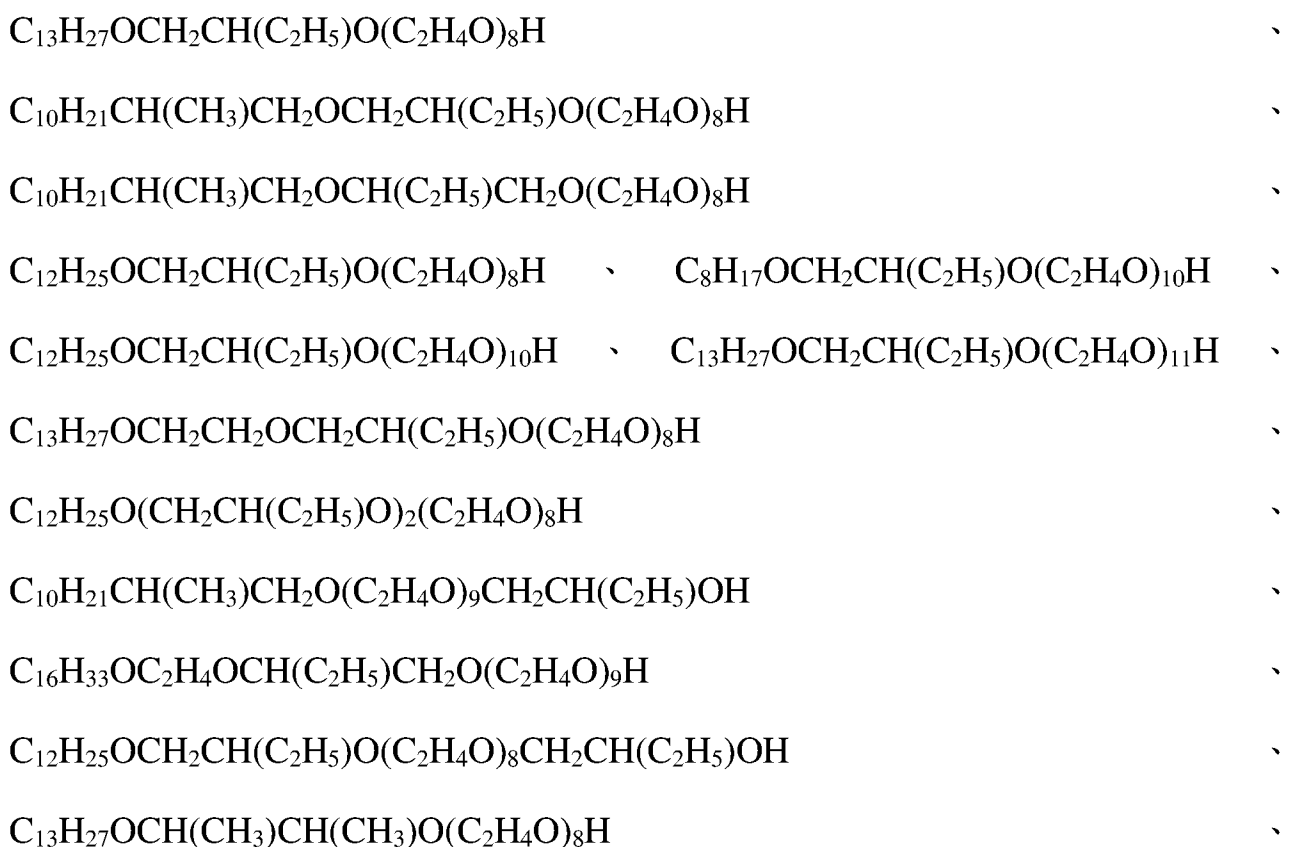 C₁₃H₂₇OCH₂CH(C₂H₅)O(C₂H₄O)₈H 、
C₁₀H₂₁CH(CH₃)CH₂OCH₂CH(C₂H₅)O(C₂H₄O)₈H 、
C₁₀H₂₁CH(CH₃)CH₂OCH(C₂H₅)CH₂O(C₂H₄O)₈H 、
C₁₂H₂₅OCH₂CH(C₂H₅)O(C₂H₄O)₈H 、 C₈H₁₇OCH₂CH(C₂H₅)O(C₂H₄O)₁₀H 、
C₁₂H₂₅OCH₂CH(C₂H₅)O(C₂H₄O)₁₀H 、 C₁₃H₂₇OCH₂CH(C₂H₅)O(C₂H₄O)₁₁H 、
C₁₃H₂₇OCH₂CH₂OCH₂CH(C₂H₅)O(C₂H₄O)₈H 、
C₁₂H₂₅O(CH₂CH(C₂H₅)O)₂(C₂H₄O)₈H 、
C₁₀H₂₁CH(CH₃)CH₂O(C₂H₄O)₉CH₂CH(C₂H₅)OH 、
C₁₆H₃₃OC₂H₄OCH(C₂H₅)CH₂O(C₂H₄O)₉H 、
C₁₂H₂₅OCH₂CH(C₂H₅)O(C₂H₄O)₈CH₂CH(C₂H₅)OH 、
C₁₃H₂₇OCH(CH₃)CH(CH₃)O(C₂H₄O)₈H 、